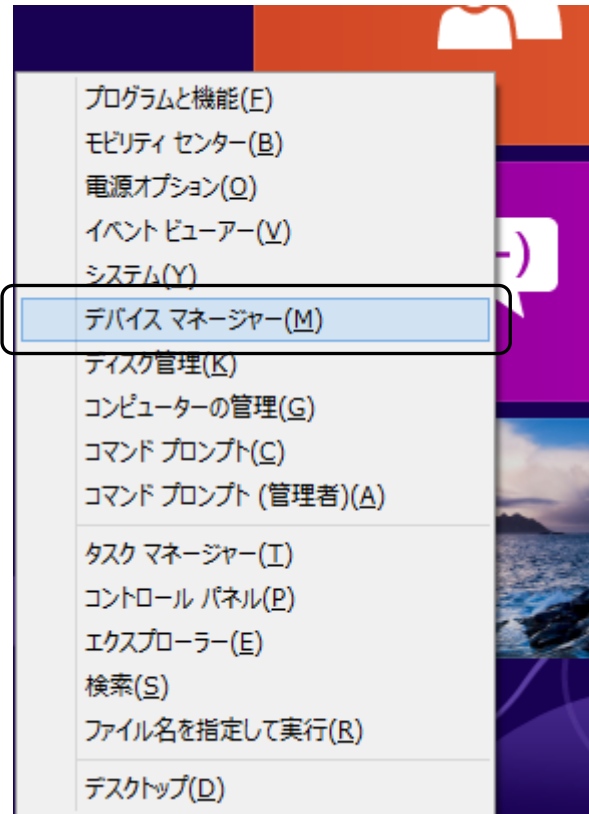 プログラムと機能(F)
モビリティ センター(B)
電源オプション(O)
イベント ビューアー(V)
システム(Y)
デバイス マネージャー(M)
ディスク管理(K)
コンピューターの管理(G)
コマンド プロンプト(C)
コマンド プロンプト (管理者)(A)
タスク マネージャー(T)
コントロール パネル(P)
エクスプローラー(E)
検索(S)
ファイル名を指定して実行(R)
デスクトップ(D)